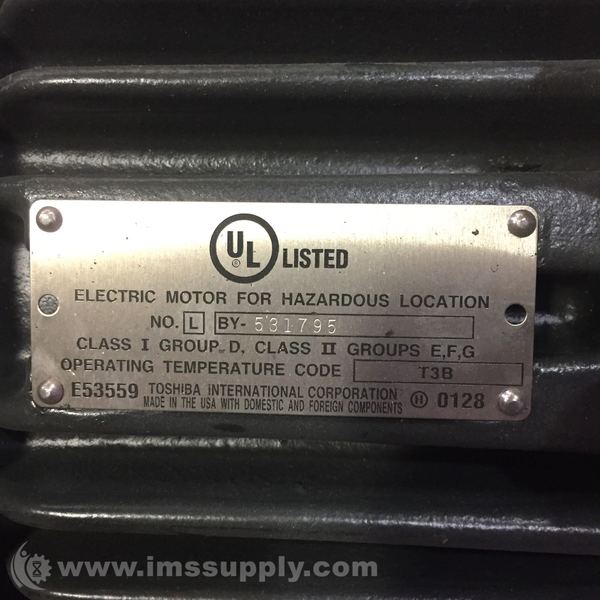 UL ® LISTED
ELECTRIC MOTOR FOR HAZARDOUS LOCATION
NO. L BY- 531795
CLASS I GROUP D, CLASS II GROUPS E,F,G
OPERATING TEMPERATURE CODE T3B
E53559 TOSHIBA INTERNATIONAL CORPORATION H 0128
MADE IN THE USA WITH DOMESTIC AND FOREIGN COMPONENTS
www.imssupply.com